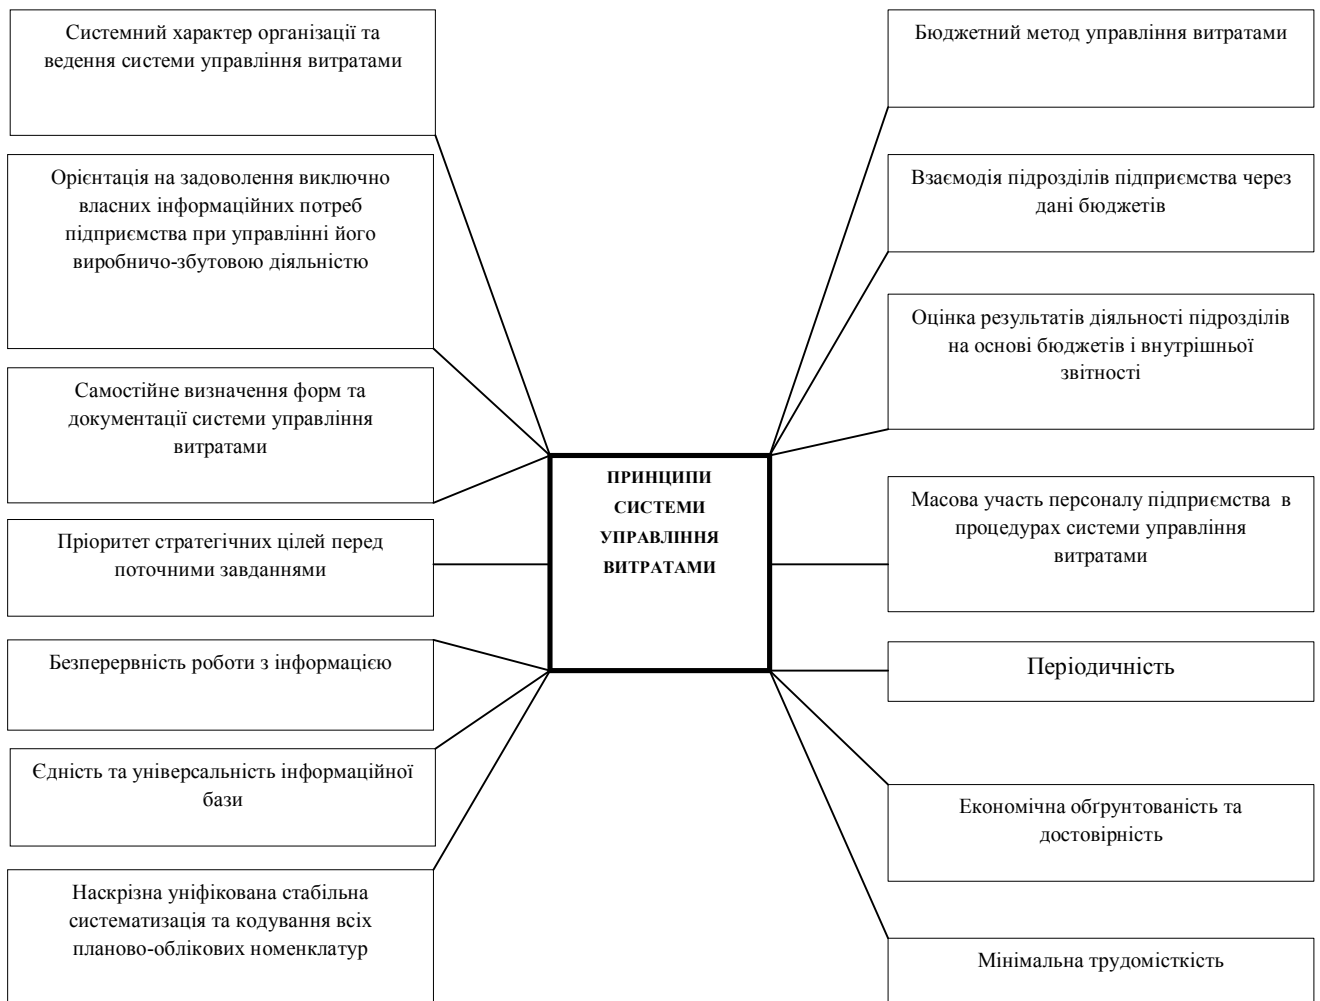 Системний характер організації та
ведення системи управління витратами
Орієнтація на задоволення виключно
власних інформаційних потреб
підприємства при управлінні його
виробничо-збутовою діяльністю
Самостійне визначення форм та
документації системи управління
витратами
Пріоритет стратегічних цілей перед
поточними завданнями
Безперервність роботи з інформацією
Єдність та універсальність інформаційної
бази
Наскрізна уніфікована стабільна
систематизація та кодування всіх
планово-облікових номенклатур
ПРИНЦИПИ
СИСТЕМИ
УПРАВЛІННЯ
ВИТРАТАМИ
Бюджетний метод управління витратами
Взаємодія підрозділів підприємства через
дані бюджетів
Оцінка результатів діяльності підрозділів
на основі бюджетів і внутрішньої
звітності
Масова участь персоналу підприємства в
процедурах системи управління
витратами
Періодичність
Економічна обґрунтованість та
достовірність
Мінімальна трудомісткість